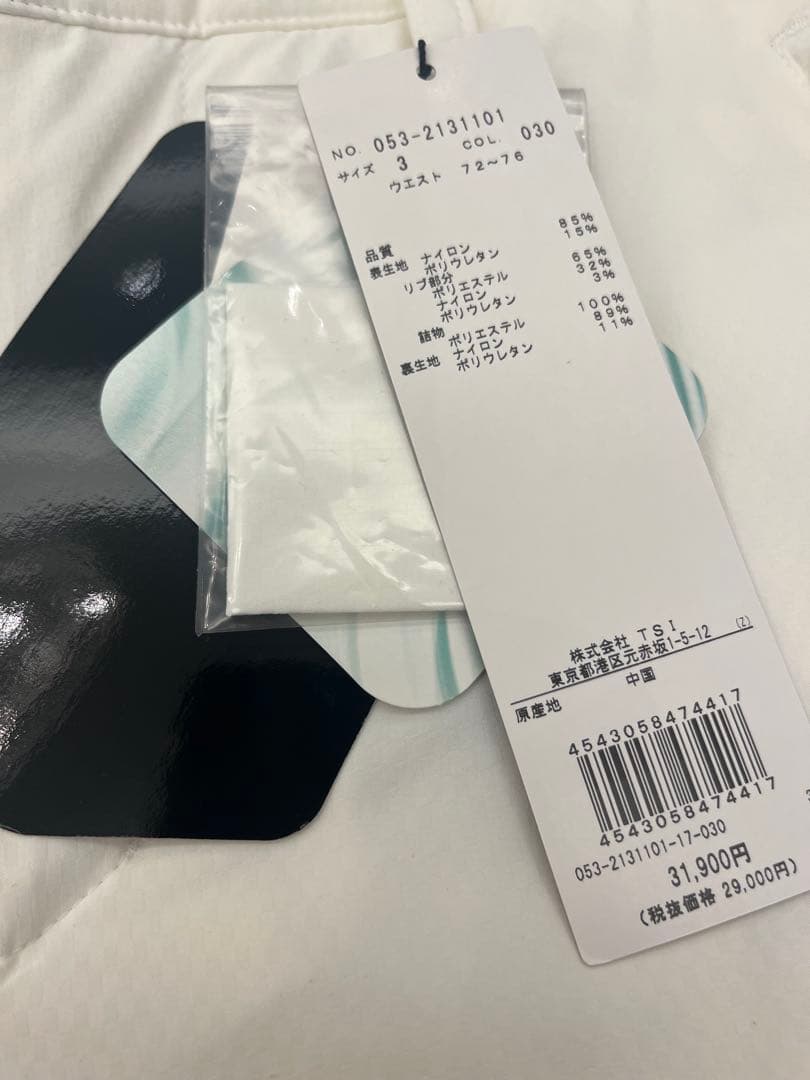 NO. 053-2131101
サイズ 3 COL. 030
ウエスト 72〜76
品質
表生地 ナイロン 85%
ポリウレタン 15%
リブ部分
ポリエステル 65%
ナイロン 32%
ポリウレタン 3%
詰物 ポリエステル 100%
裏生地 ナイロン 89%
ポリウレタン 11%
株式会社 TSI
東京都港区元赤坂1-5-12 (Z)
原産地 中国
4543058474417
4543058474417
053-2131101-17-030
31,900円
(税抜価格 29,000円)